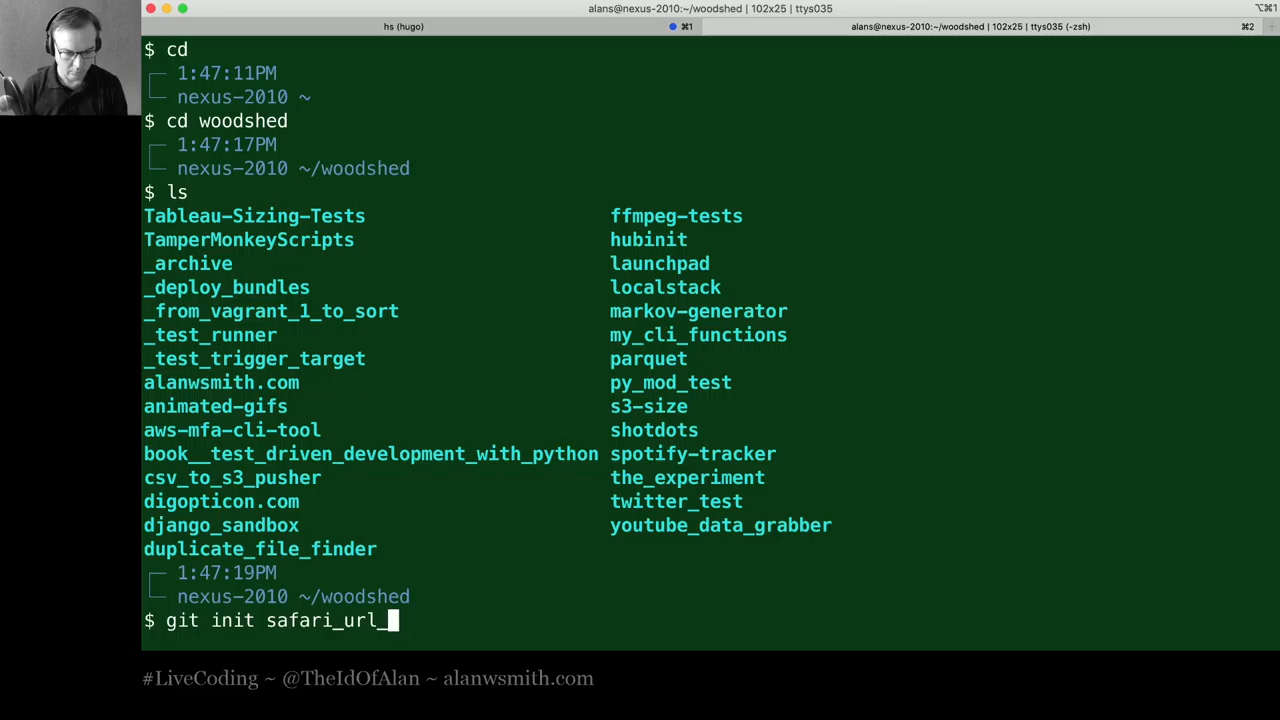 alans@nexus-2010:~/woodshed | 102x25 | ttys035
⌥⌘1
hs (hugo)
⌘1
alans@nexus-2010:~/woodshed | 102x25 | ttys035 (-zsh)
⌘2
$ cd
1:47:11PM
nexus-2010 ~
$ cd woodshed
1:47:17PM
nexus-2010 ~/woodshed
$ ls
Tableau-Sizing-Tests ffmpeg-tests
TamperMonkeyScripts hubinit
_archive launchpad
_deploy_bundles localstack
_from_vagrant_1_to_sort markov-generator
_test_runner my_cli_functions
_test_trigger_target parquet
alanwsmith.com py_mod_test
animated-gifs s3-size
aws-mfa-cli-tool shotdots
book__test_driven_development_with_python spotify-tracker
csv_to_s3_pusher the_experiment
digopticon.com twitter_test
django_sandbox youtube_data_grabber
duplicate_file_finder
1:47:19PM
nexus-2010 ~/woodshed
$ git init safari_url_
#LiveCoding ~ @TheIdOfAlan ~ alanwsmith.com